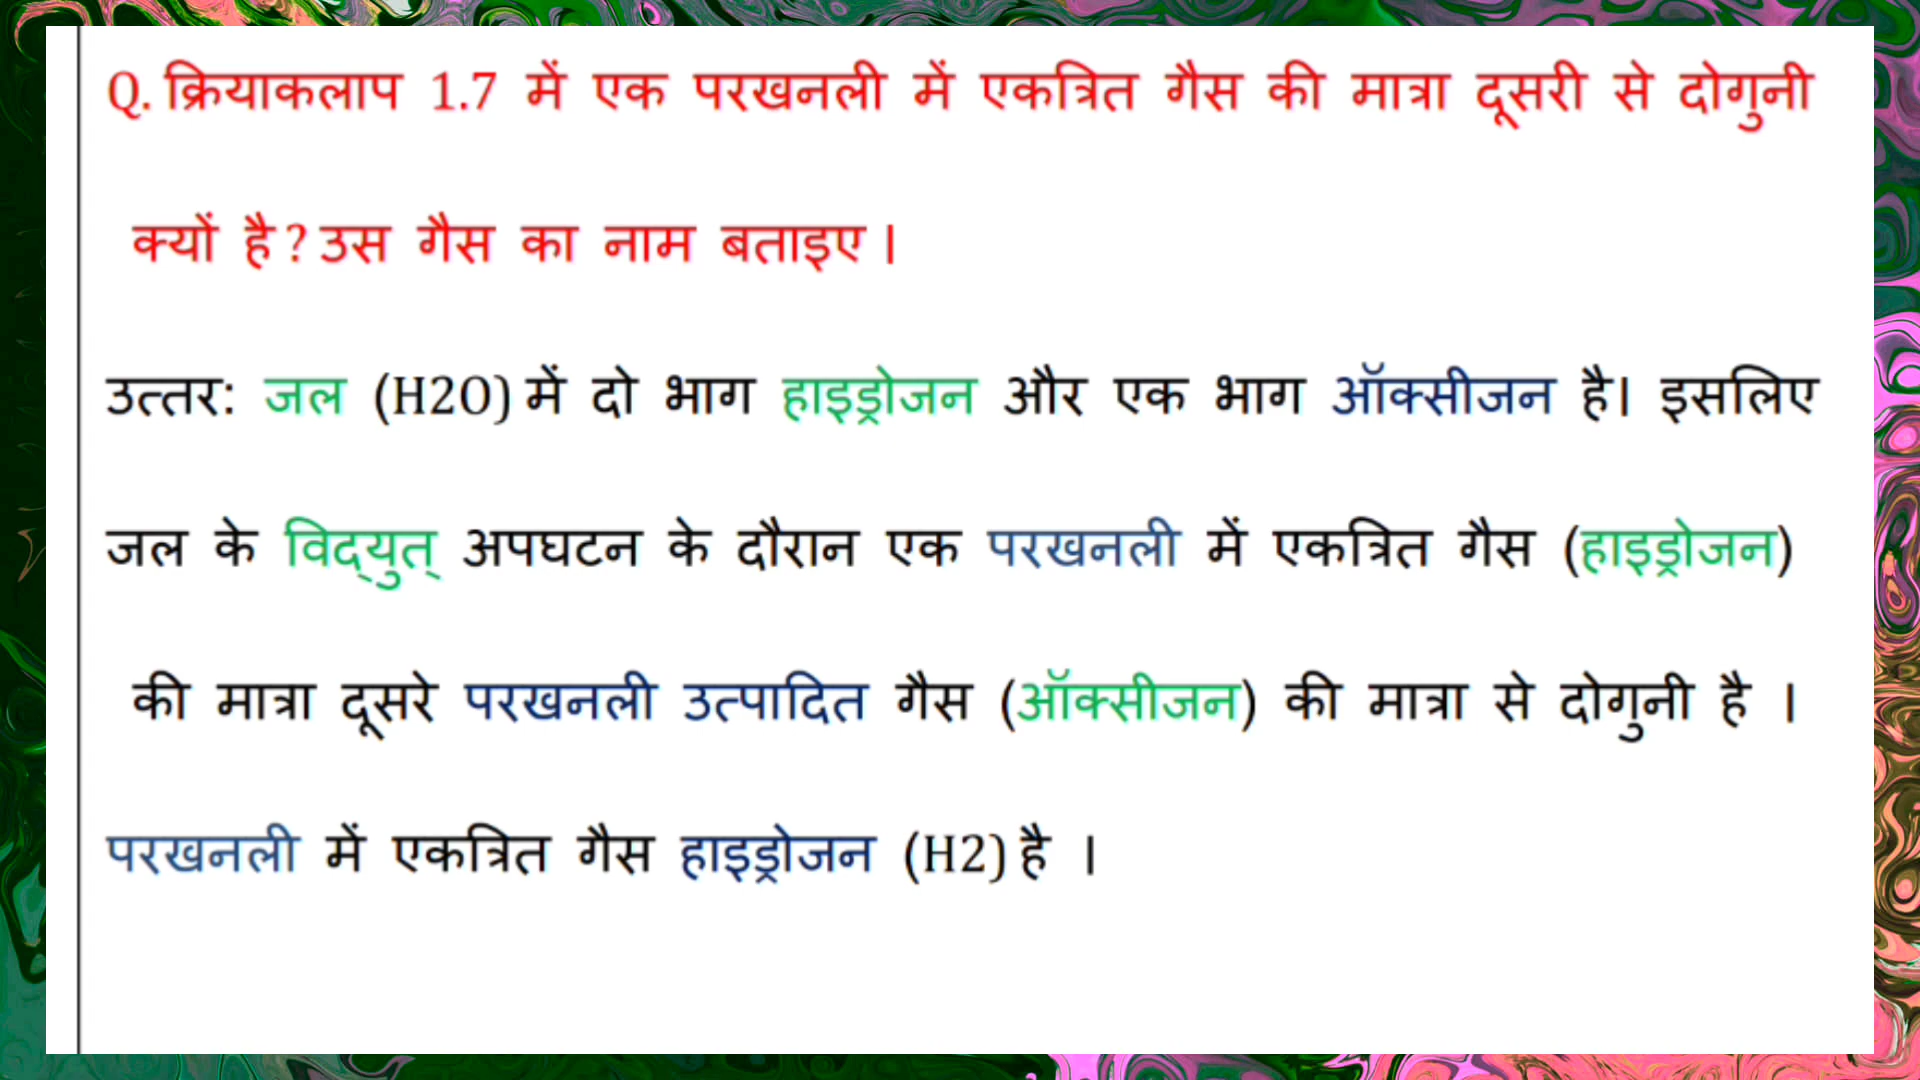 Q. क्रियाकलाप 1.7 में एक परखनली में एकत्रित गैस की मात्रा दूसरी से दोगुनी
क्यों है ? उस गैस का नाम बताइए ।
उत्तर: जल (H2O) में दो भाग हाइड्रोजन और एक भाग ऑक्सीजन है। इसलिए
जल के विद्‌युत् अपघटन के दौरान एक परखनली में एकत्रित गैस (हाइड्रोजन)
की मात्रा दूसरे परखनली उत्पादित गैस (ऑक्सीजन) की मात्रा से दोगुनी है ।
परखनली में एकत्रित गैस हाइड्रोजन (H2) है ।